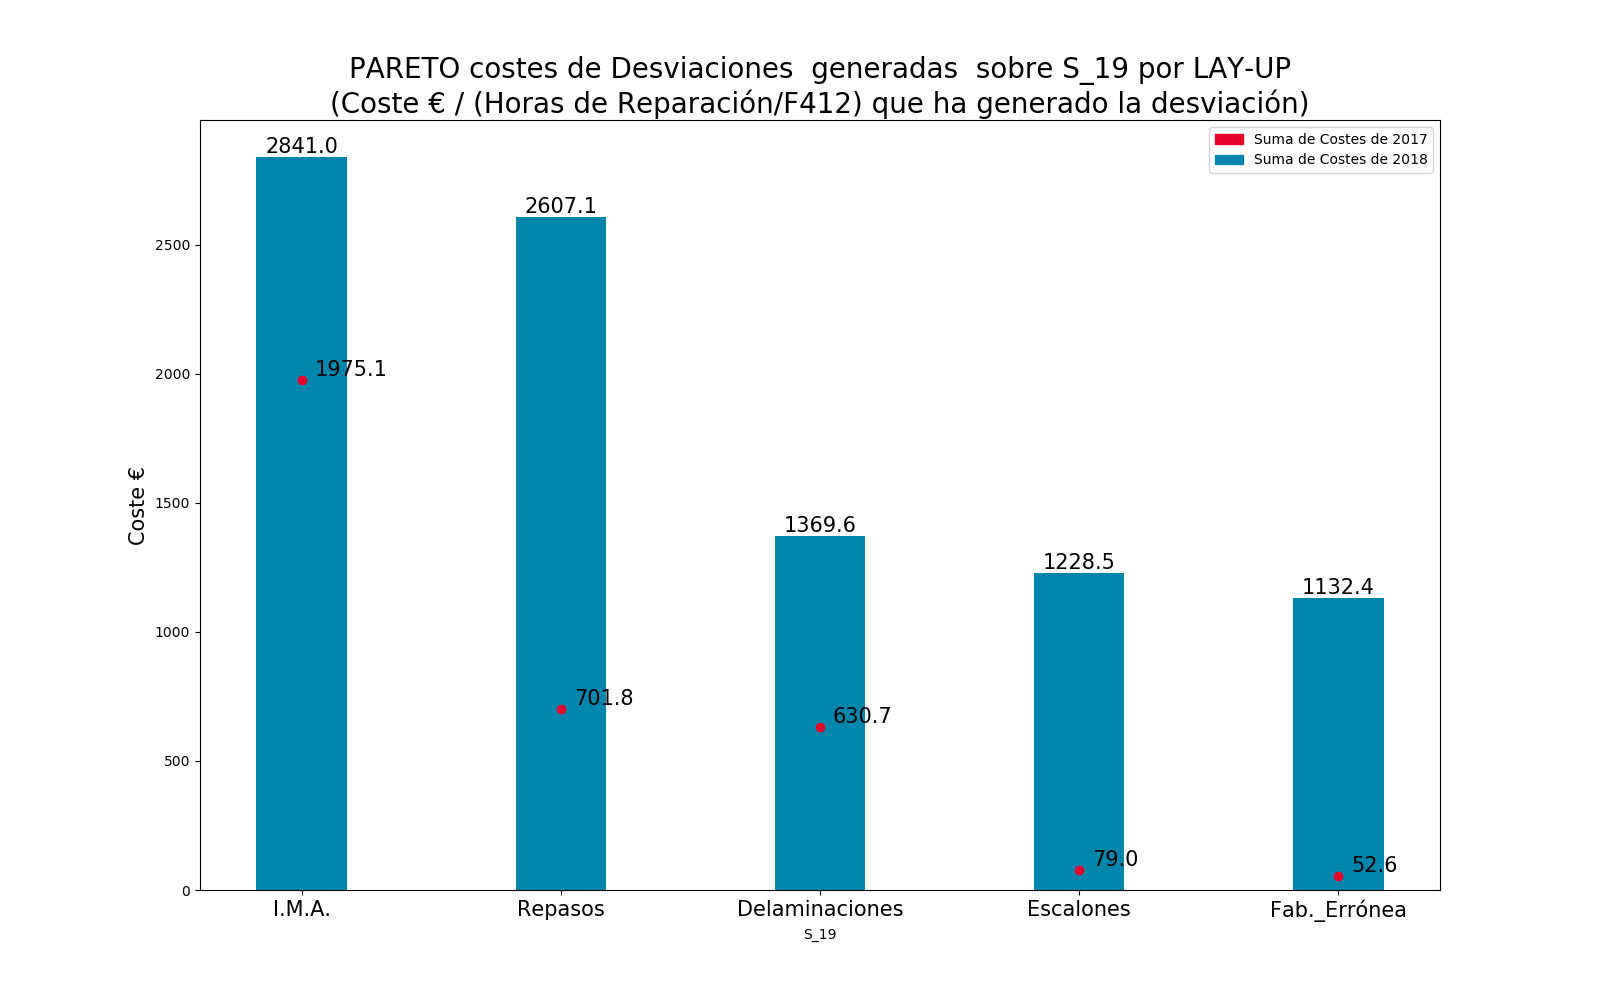 PARETO costes de Desviaciones  generadas  sobre S_19 por LAY-UP
(Coste € / (Horas de Reparación/F412) que ha generado la desviación)
Suma de Costes de 2017
Suma de Costes de 2018
2841.0
2607.1
1975.1
1369.6
1228.5
1132.4
701.8
630.7
79.0
52.6
Coste €
2500
2000
1500
1000
500
0
I.M.A.
Repasos
Delaminaciones
Escalones
Fab._Errónea
S_19